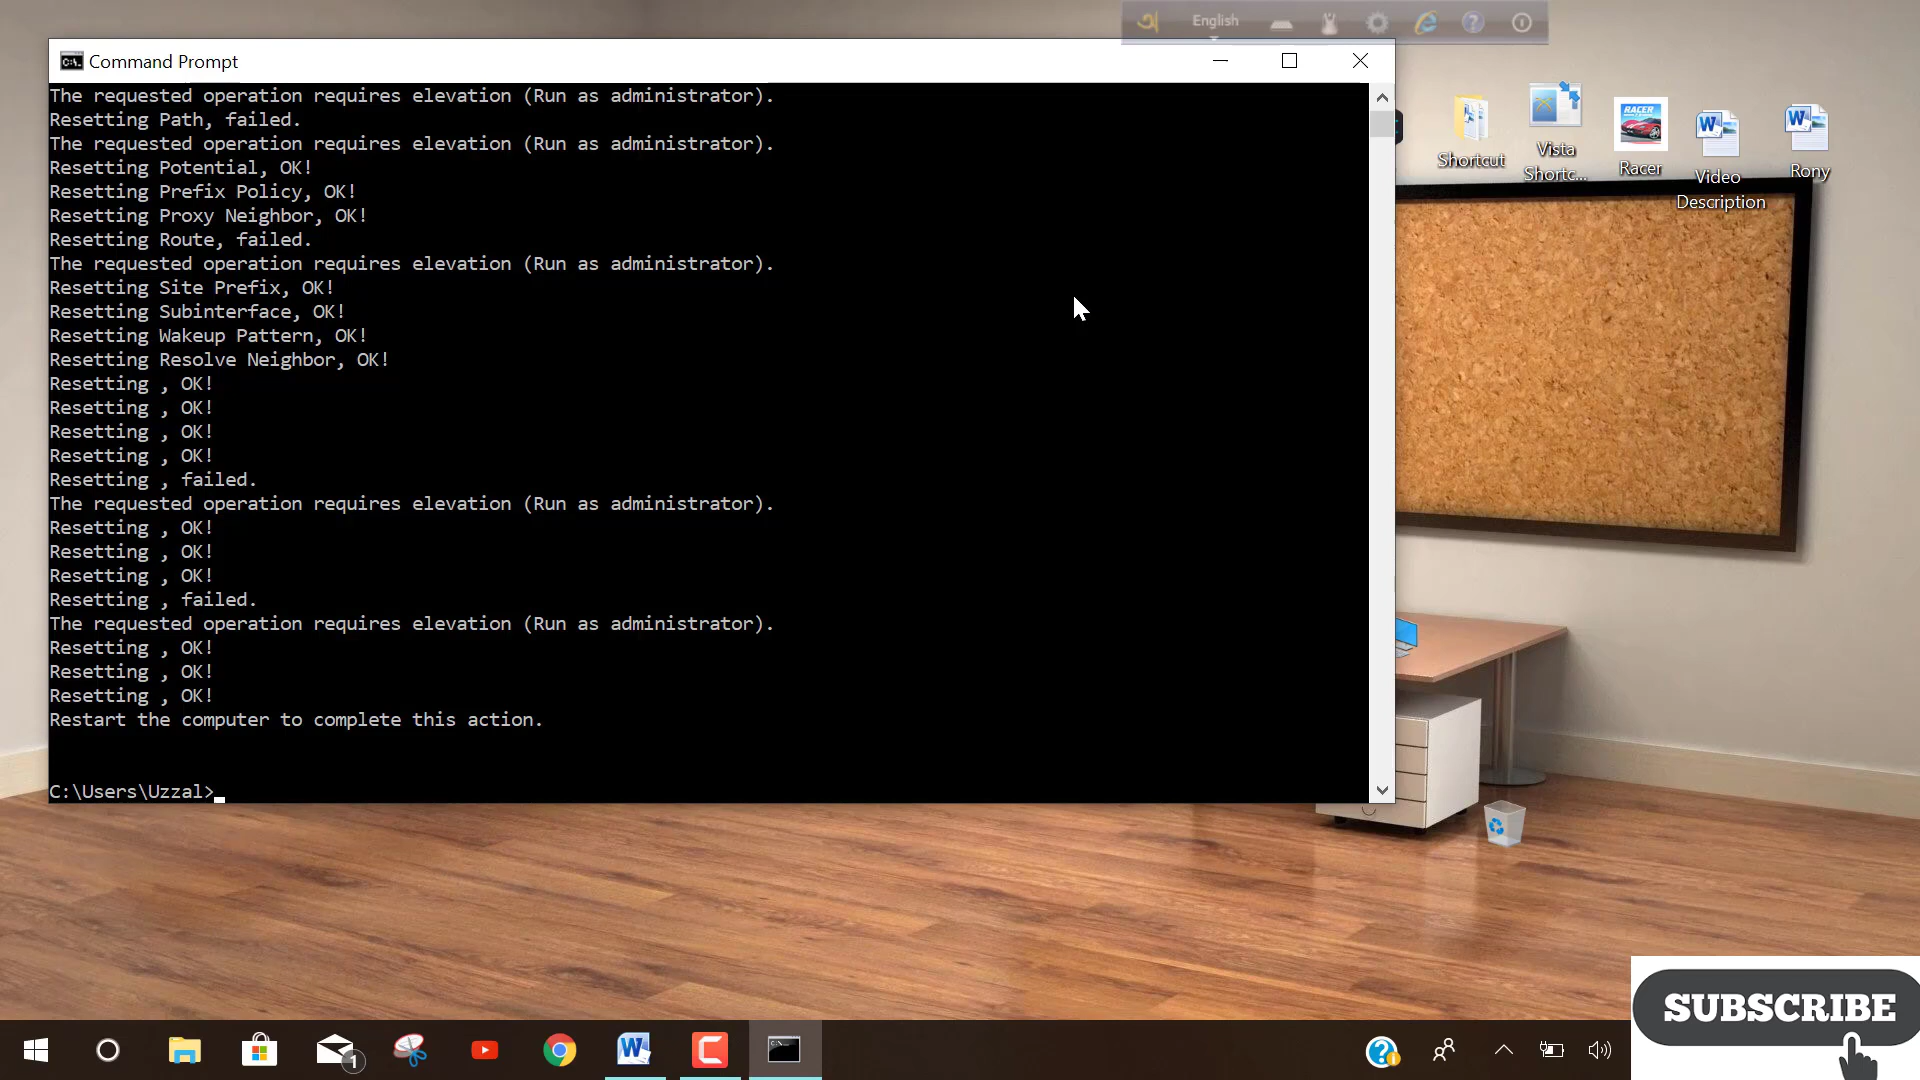 English
Command Prompt
The requested operation requires elevation (Run as administrator).
Resetting Path, failed.
The requested operation requires elevation (Run as administrator).
Resetting Potential, OK!
Resetting Prefix Policy, OK!
Resetting Proxy Neighbor, OK!
Resetting Route, failed.
The requested operation requires elevation (Run as administrator).
Resetting Site Prefix, OK!
Resetting Subinterface, OK!
Resetting Wakeup Pattern, OK!
Resetting Resolve Neighbor, OK!
Resetting , OK!
Resetting , OK!
Resetting , OK!
Resetting , OK!
Resetting , failed.
The requested operation requires elevation (Run as administrator).
Resetting , OK!
Resetting , OK!
Resetting , OK!
Resetting , failed.
The requested operation requires elevation (Run as administrator).
Resetting , OK!
Resetting , OK!
Resetting , OK!
Restart the computer to complete this action.
C:\Users\Uzzal>
Shortcut
Vista
Shortc...
RACER
Racer
Video
Description
Rony
1
SUBSCRIBE